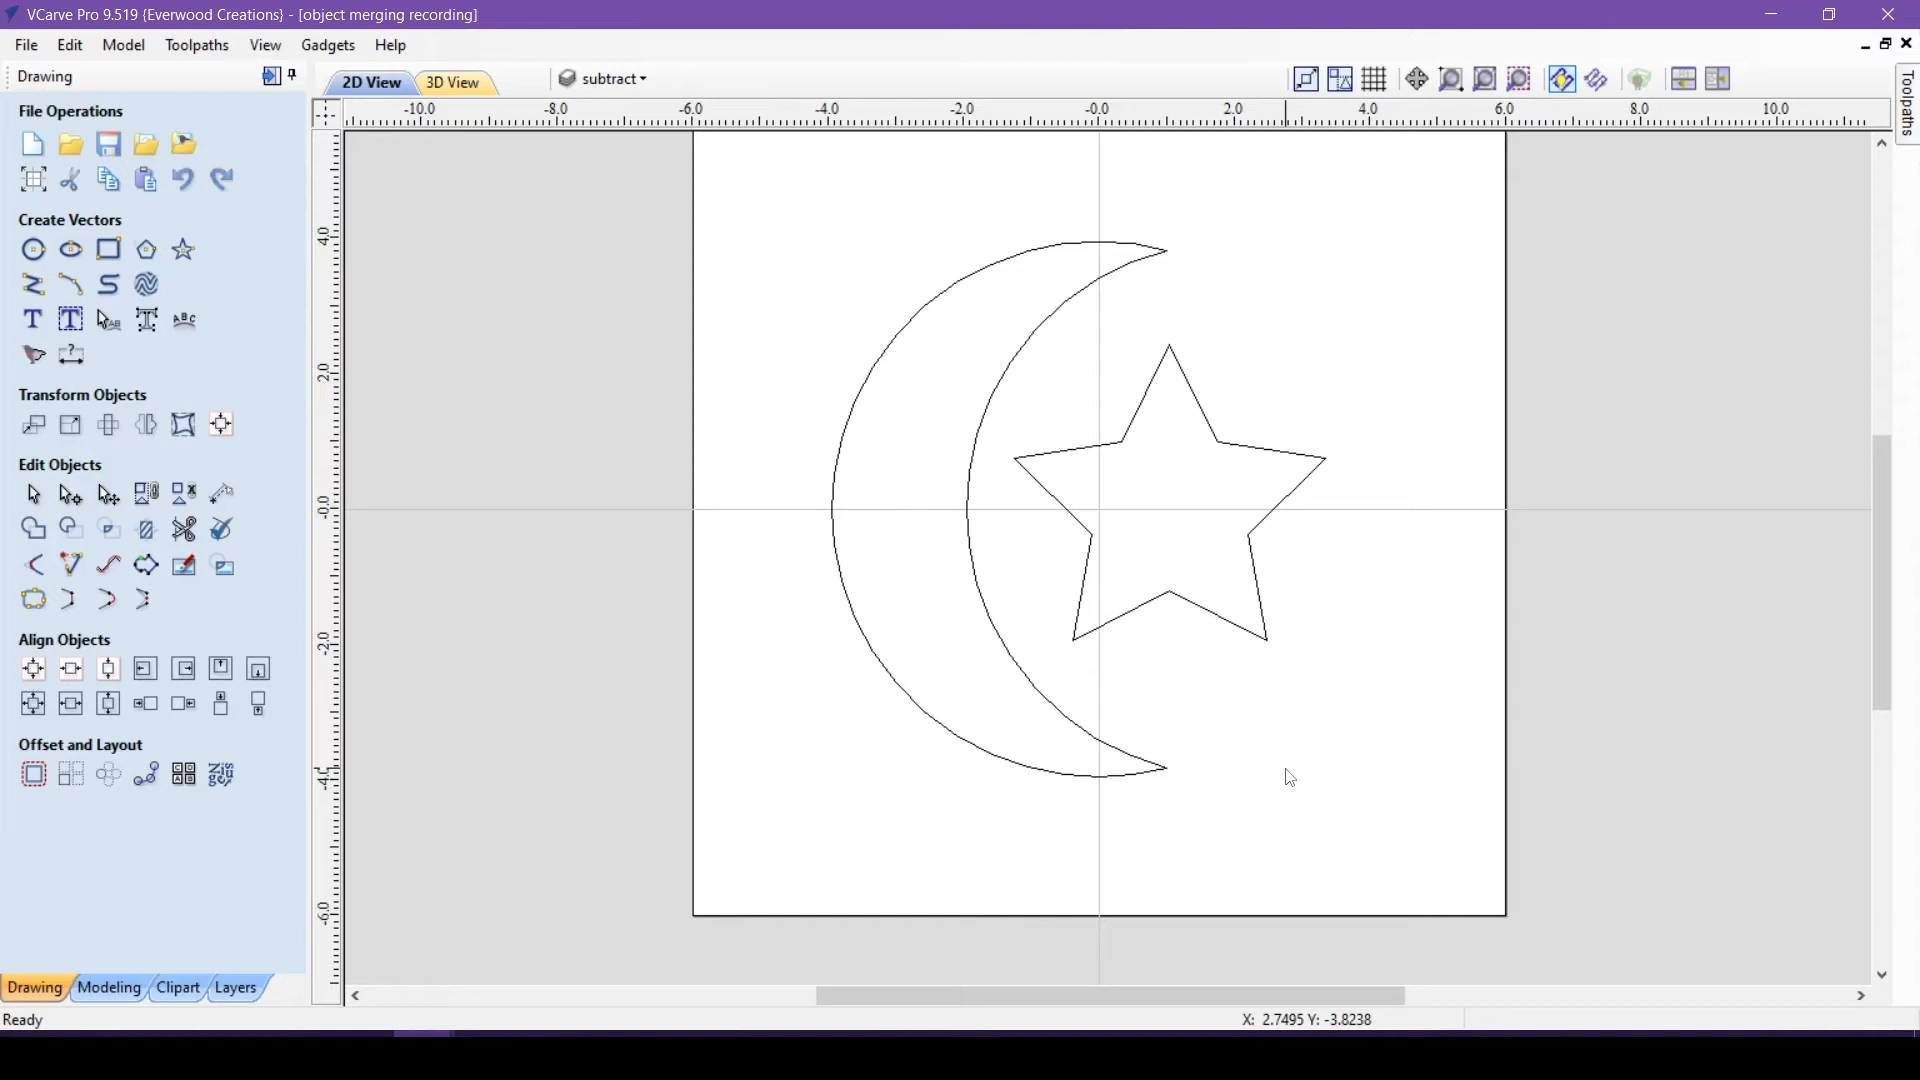 VCarve Pro 9.519 {Everwood Creations} - [object merging recording]
File Edit Model Toolpaths View Gadgets Help
Drawing
2D View 3D View subtract
Toolpaths
-10.0 -8.0 -6.0 -4.0 -2.0 -0.0 2.0 4.0 6.0 8.0 10.0
4.0
2.0
-0.0
-2.0
-4.0
-6.0
File Operations
Create Vectors
Transform Objects
Edit Objects
Align Objects
Offset and Layout
Drawing Modeling Clipart Layers
Ready
X: 2.7495 Y: -3.8238